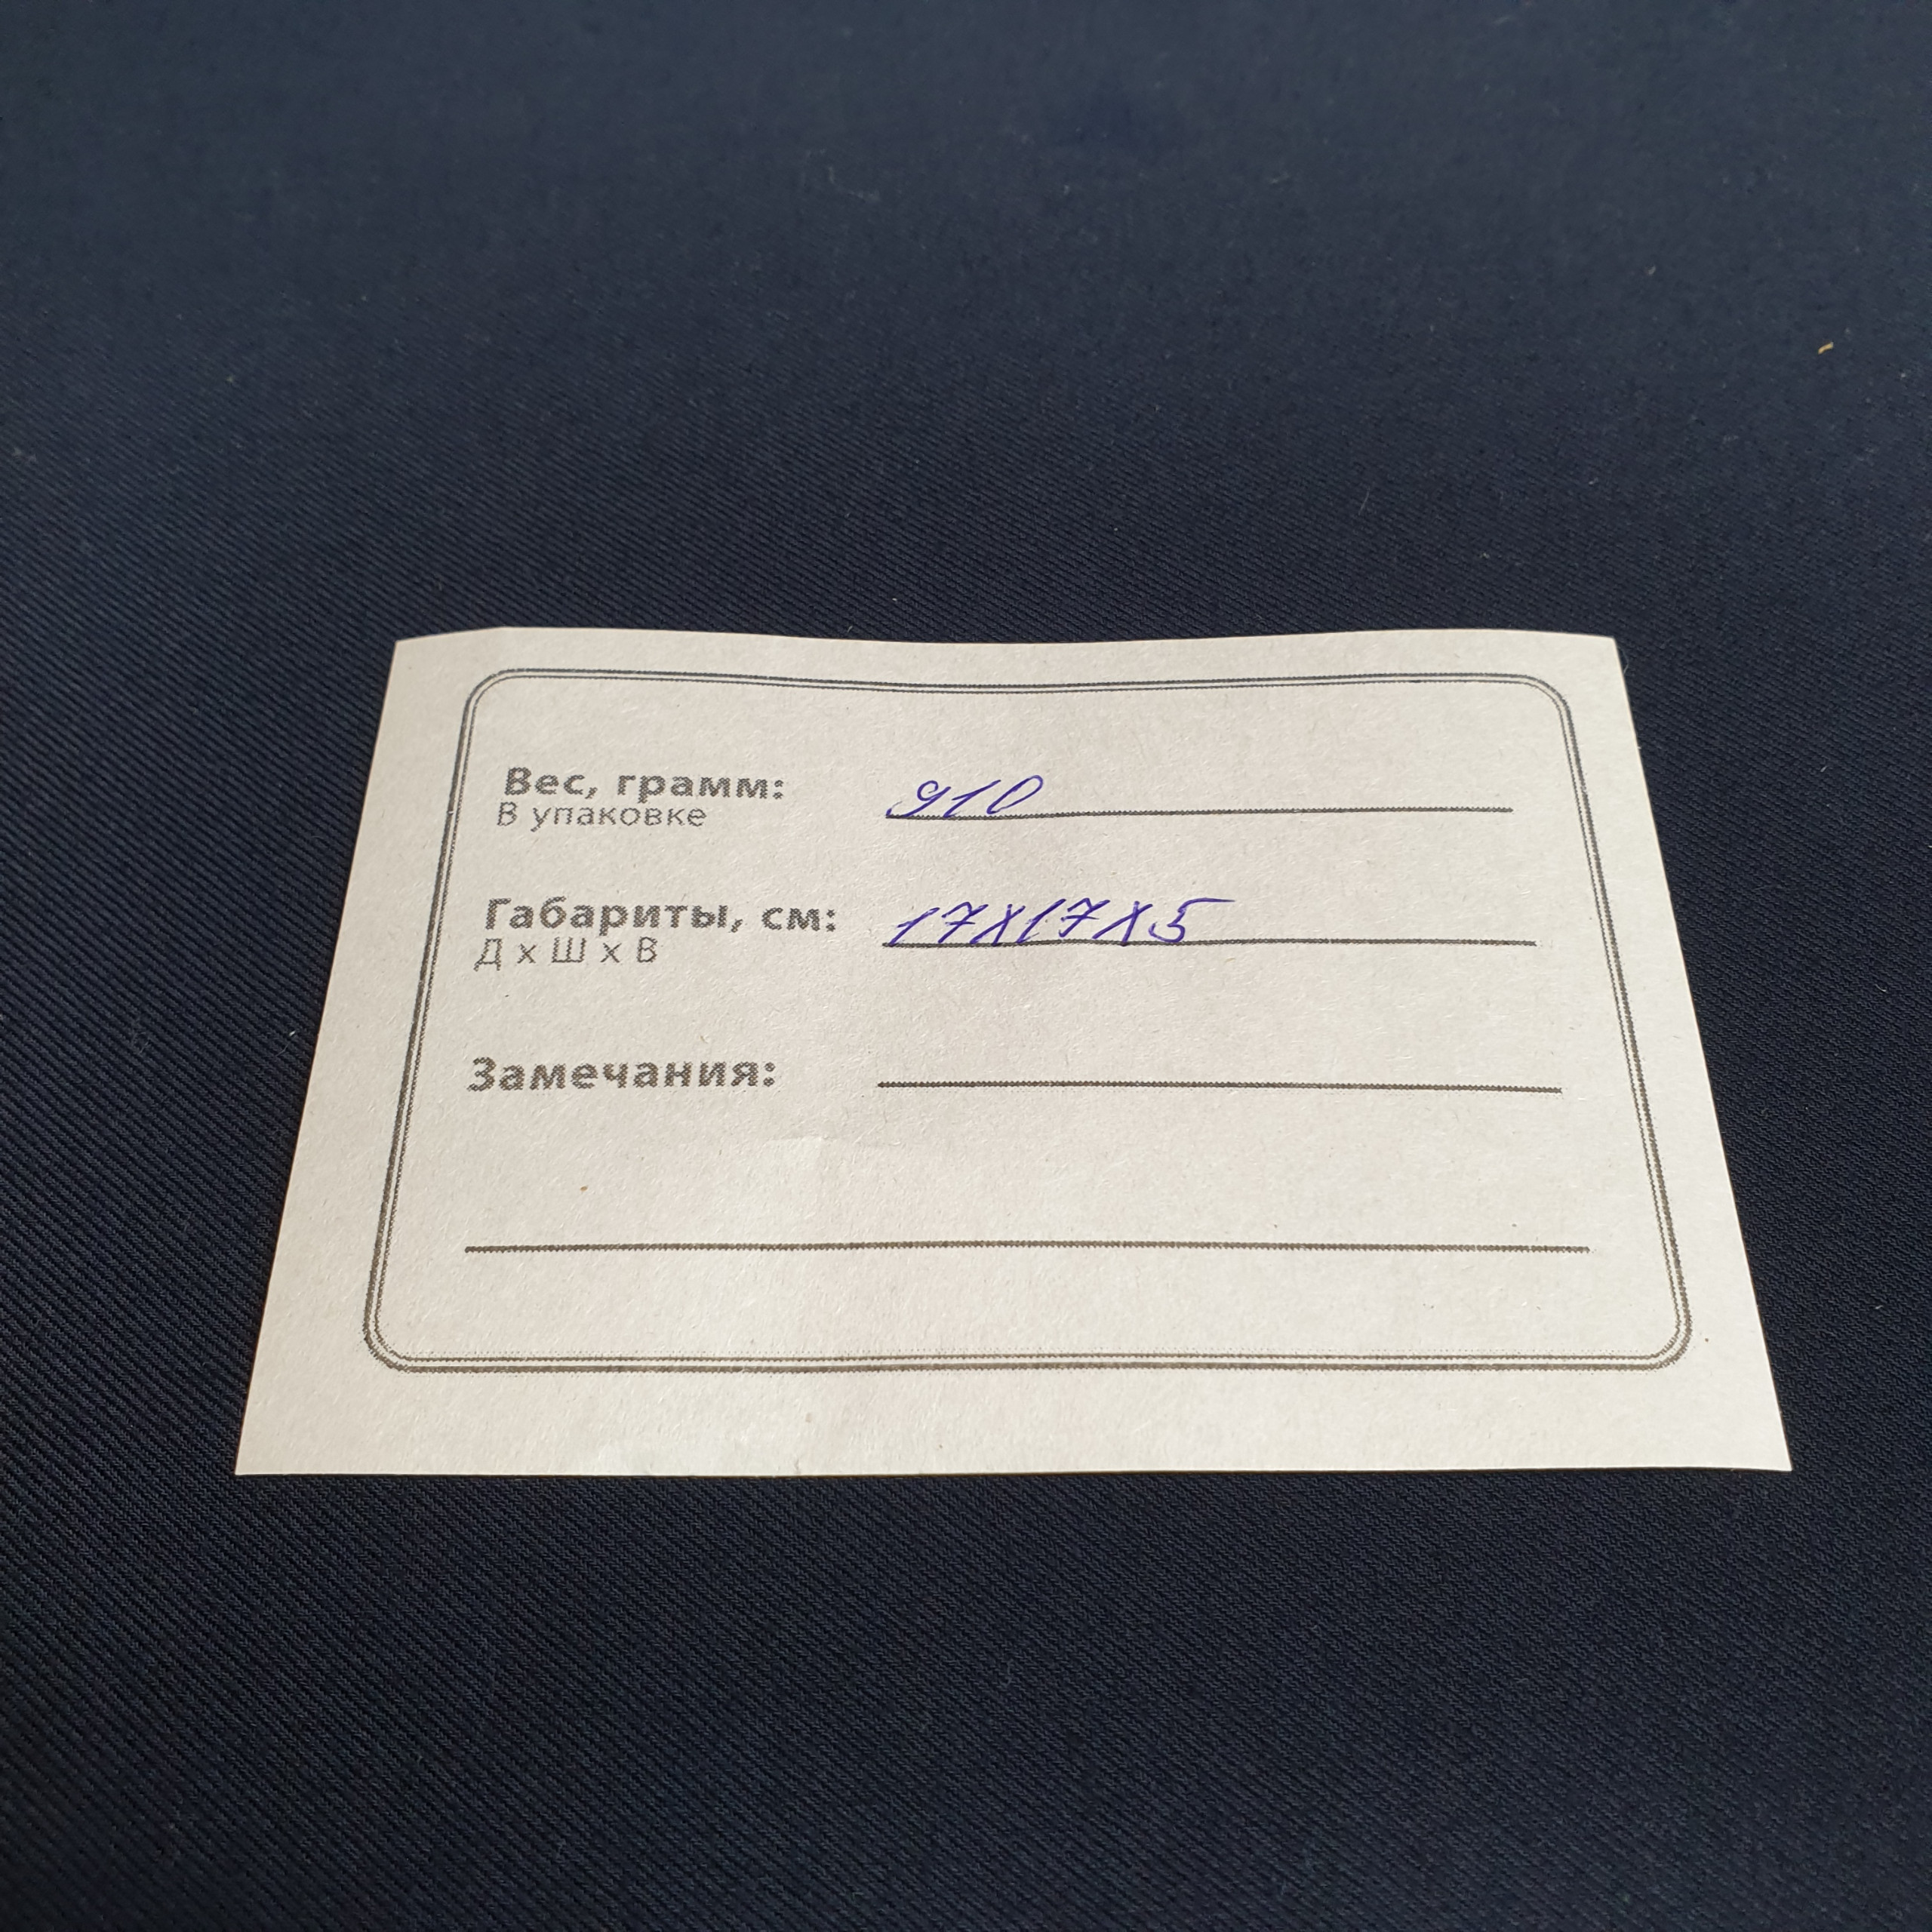 Вес, грамм: 910
В упаковке
Габариты, см: 17х17х5
Д х Ш х В
Замечания: